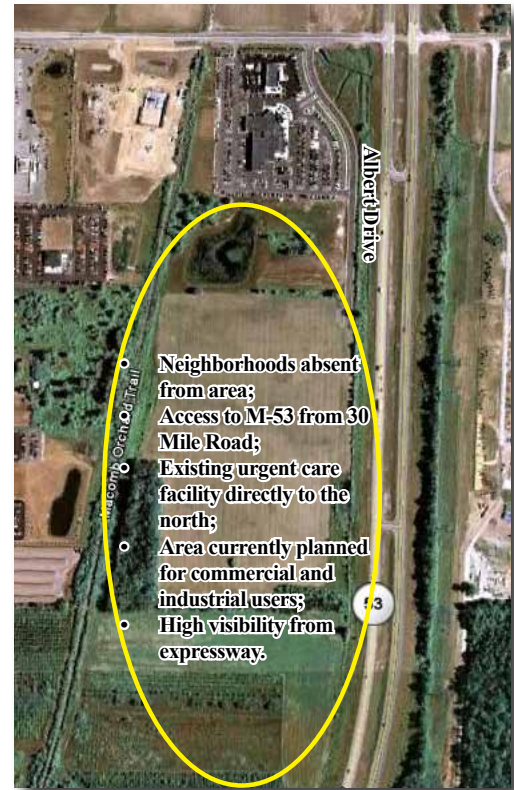 Albert Drive
Macomb Orchard Trail
• Neighborhoods absent
from area;
• Access to M-53 from 30
Mile Road;
• Existing urgent care
facility directly to the
north;
• Area currently planned
for commercial and
industrial users;
• High visibility from
expressway.
53